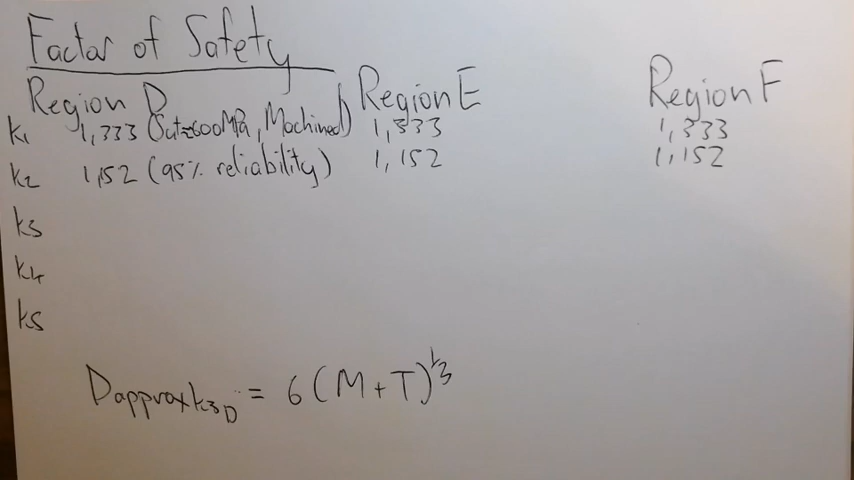 Factor of Safety
Region D Region E Region F
k1 1,333 (Sut=600MPa, Machined) 1,333 1,333
k2 1,152 (95% reliability) 1,152 1,152
k3
k4
k5
Dapproxk3D = 6(M+T)^1/3